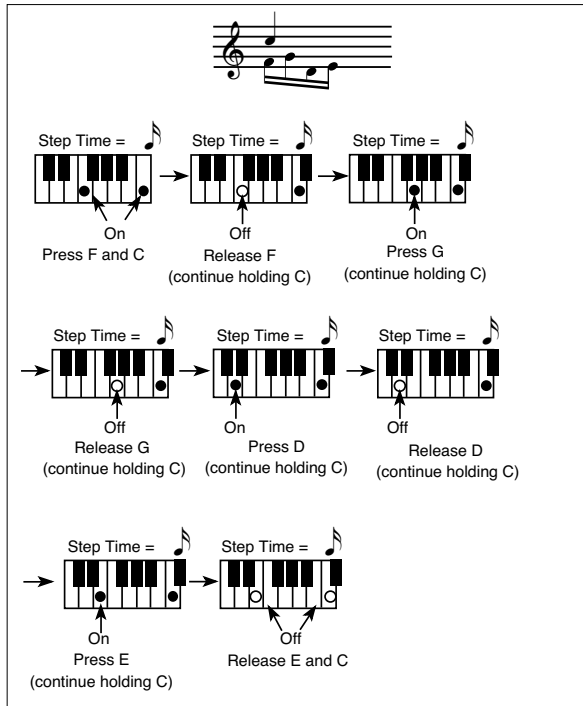 Step Time =
Step Time =
Step Time =
On
Press F and C
Off
Release F
(continue holding C)
On
Press G
(continue holding C)
Step Time =
Step Time =
Step Time =
Off
Release G
(continue holding C)
On
Press D
(continue holding C)
Off
Release D
(continue holding C)
Step Time =
Step Time =
On
Press E
(continue holding C)
Off
Release E and C